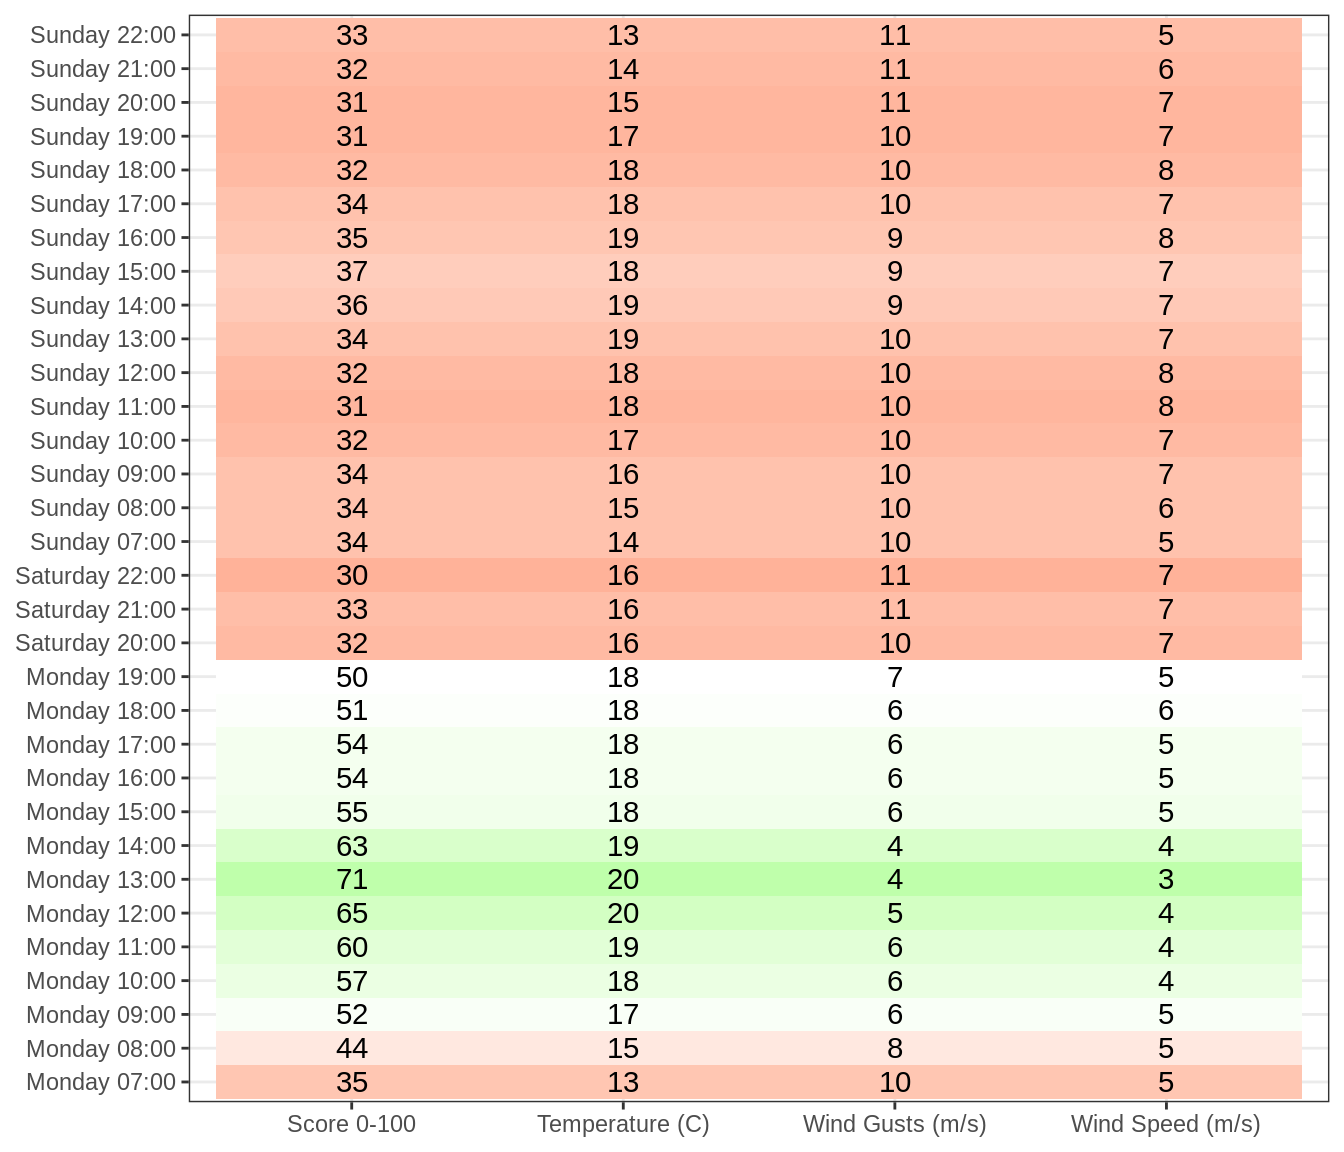 Sunday 22:00 33 13 11 5
Sunday 21:00 32 14 11 6
Sunday 20:00 31 15 11 7
Sunday 19:00 31 17 10 7
Sunday 18:00 32 18 10 8
Sunday 17:00 34 18 10 7
Sunday 16:00 35 19 9 8
Sunday 15:00 37 18 9 7
Sunday 14:00 36 19 9 7
Sunday 13:00 34 19 10 7
Sunday 12:00 32 18 10 8
Sunday 11:00 31 18 10 8
Sunday 10:00 32 17 10 7
Sunday 09:00 34 16 10 7
Sunday 08:00 34 15 10 6
Sunday 07:00 34 14 10 5
Saturday 22:00 30 16 11 7
Saturday 21:00 33 16 11 7
Saturday 20:00 32 16 10 7
Monday 19:00 50 18 7 5
Monday 18:00 51 18 6 6
Monday 17:00 54 18 6 5
Monday 16:00 54 18 6 5
Monday 15:00 55 18 6 5
Monday 14:00 63 19 4 4
Monday 13:00 71 20 4 3
Monday 12:00 65 20 5 4
Monday 11:00 60 19 6 4
Monday 10:00 57 18 6 4
Monday 09:00 52 17 6 5
Monday 08:00 44 15 8 5
Monday 07:00 35 13 10 5
Score 0-100 Temperature (C) Wind Gusts (m/s) Wind Speed (m/s)